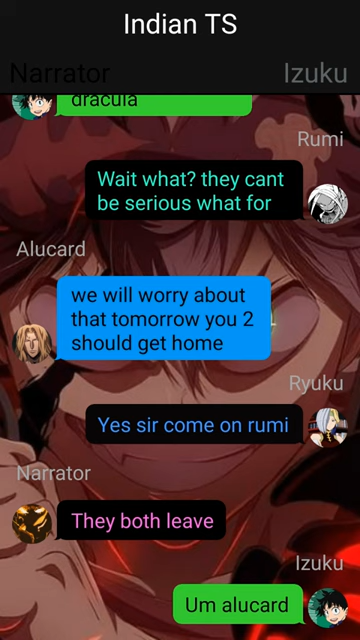 Indian TS
Narrator
Izuku
dracula
Rumi
Wait what? they cant
be serious what for
Alucard
we will worry about
that tomorrow you 2
should get home
Ryuku
Yes sir come on rumi
Narrator
They both leave
Izuku
Um alucard